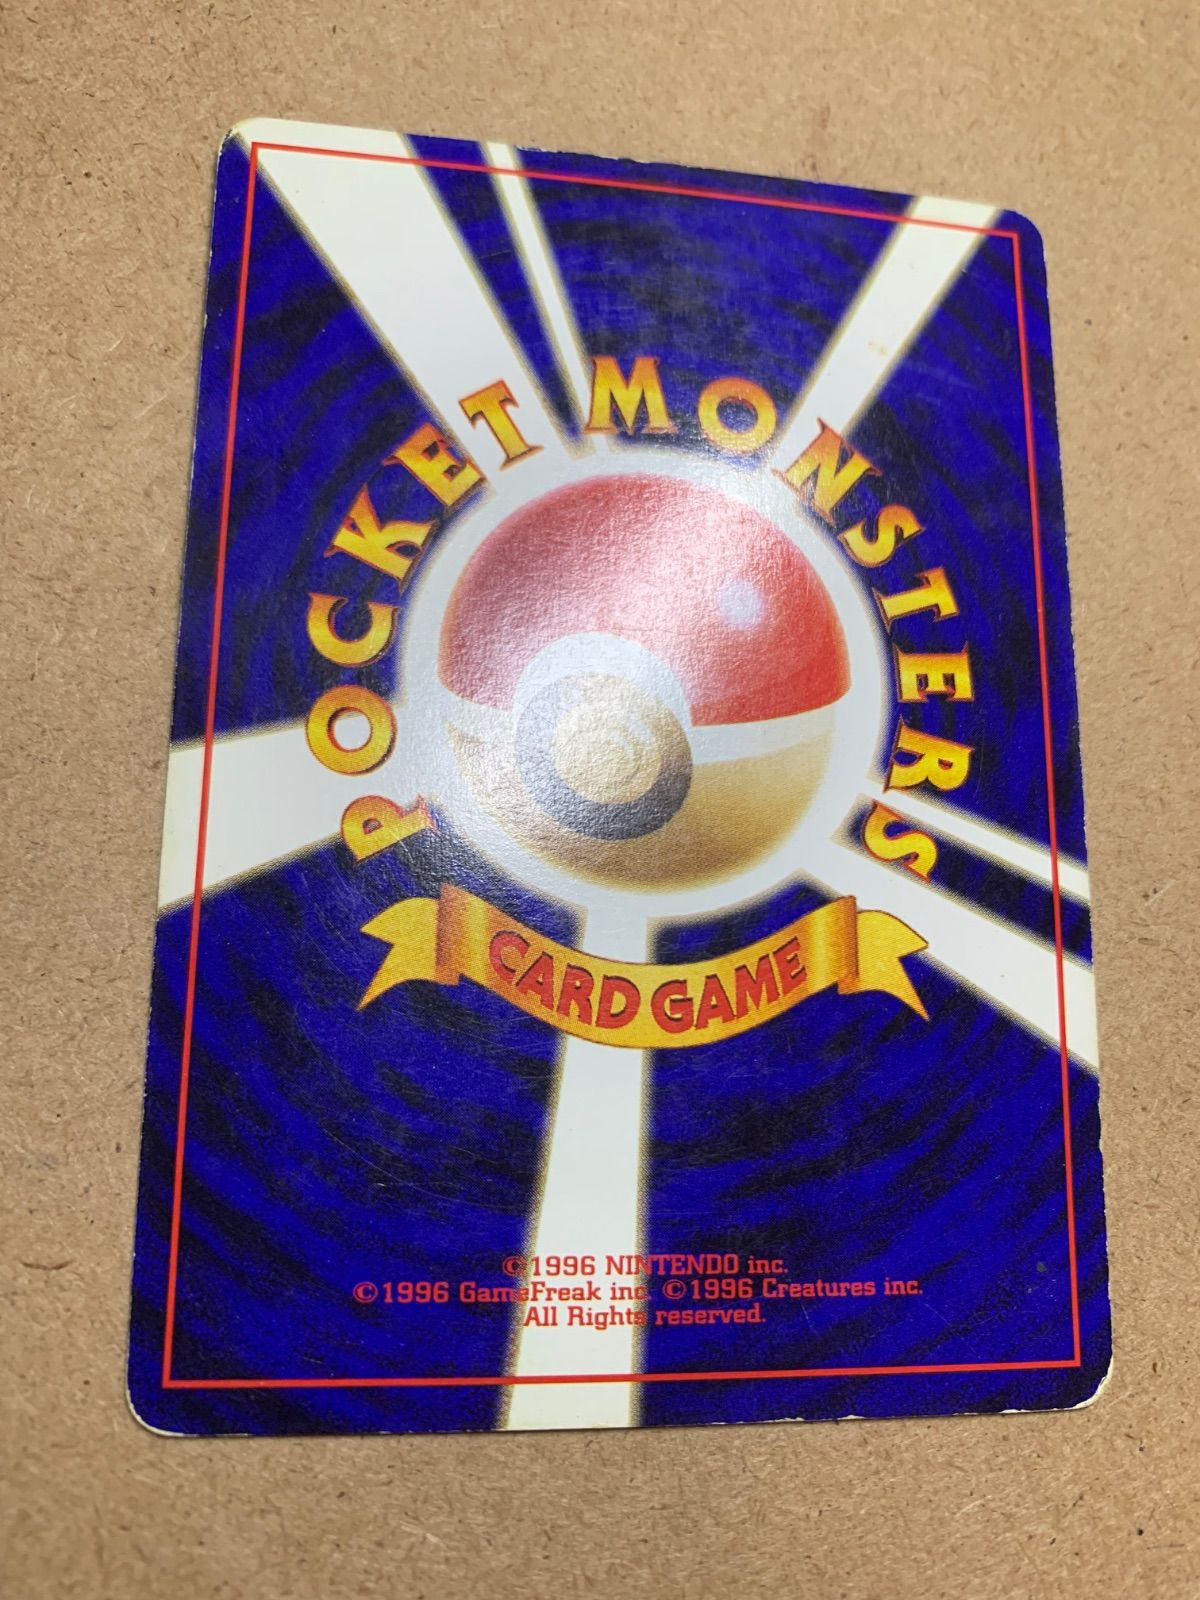 POCKET MONSTERS
CARD GAME
©1996 NINTENDO inc.
©1996 GameFreak inc. ©1996 Creatures inc.
All Rights reserved.